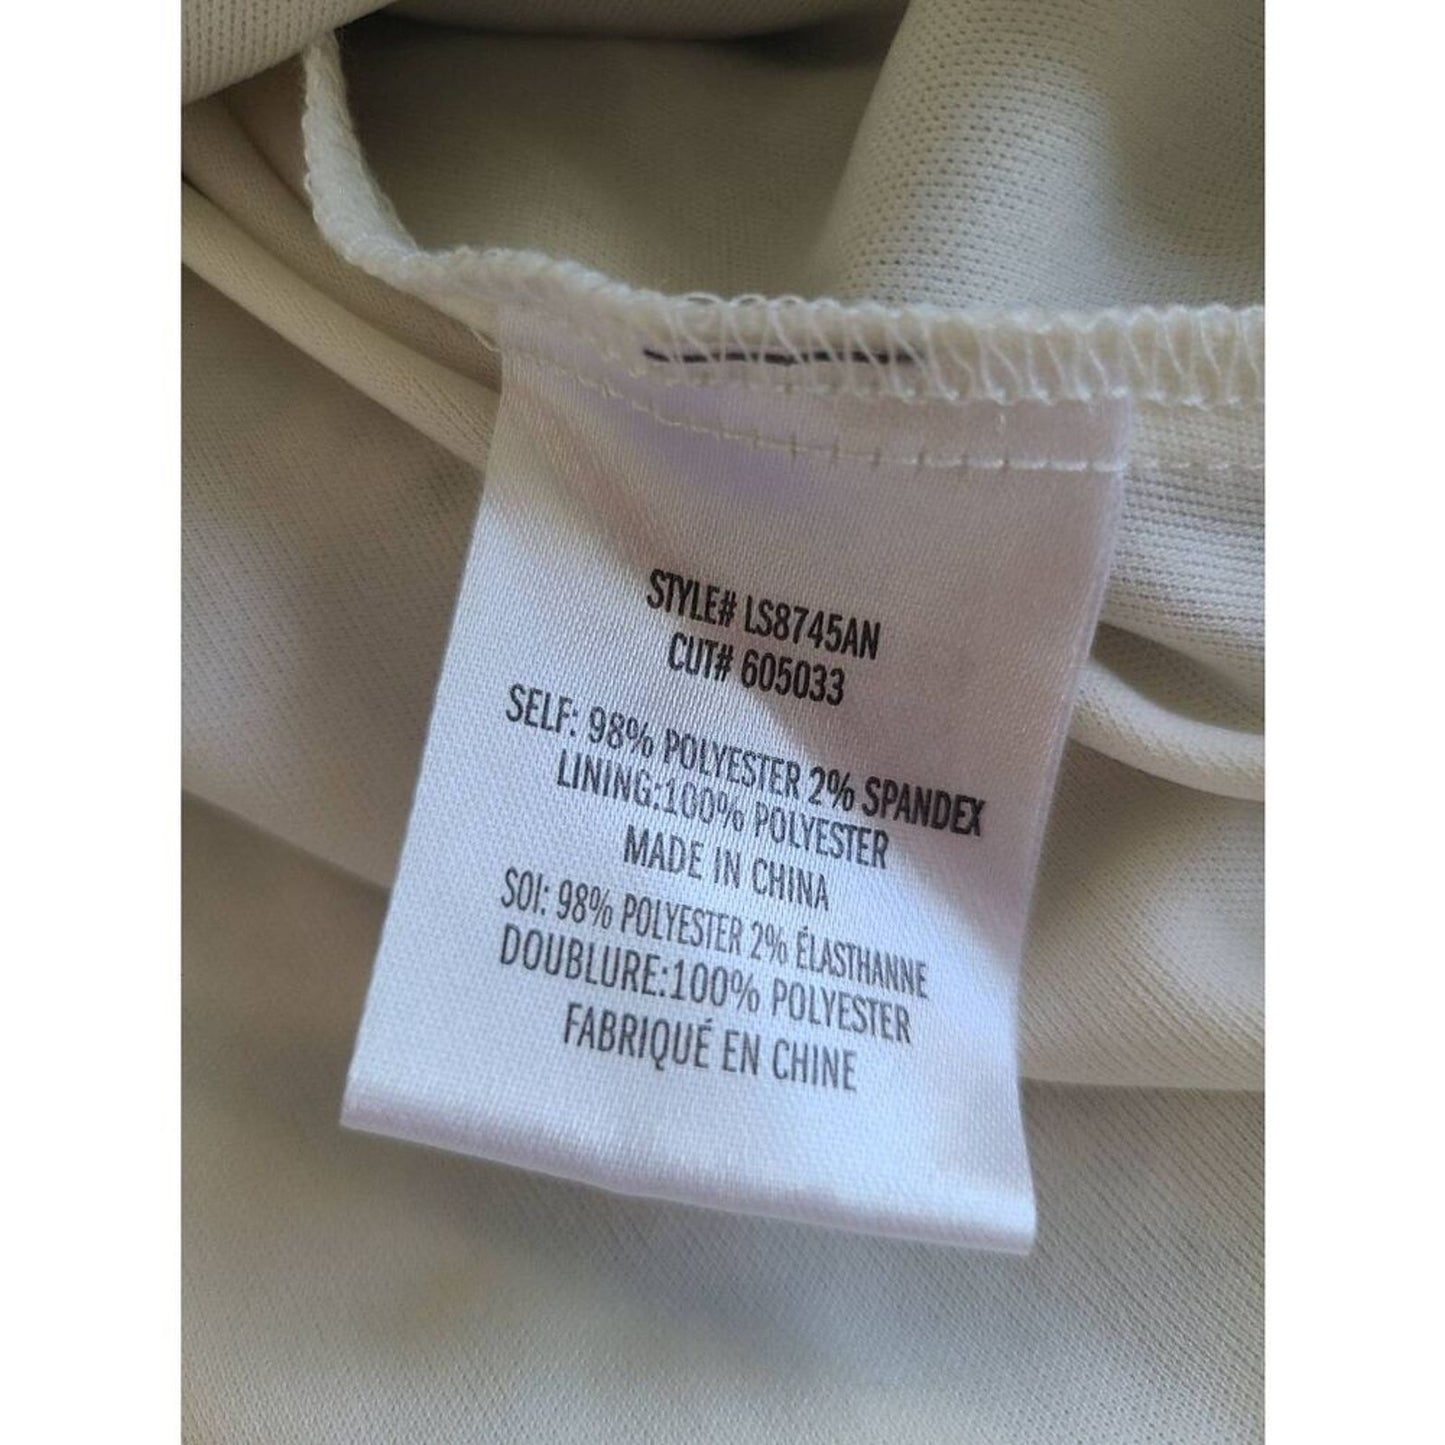 STYLE# LS8745AN
CUT# 605033
SELF: 98% POLYESTER 2% SPANDEX
LINING:100% POLYESTER
MADE IN CHINA
SOI: 98% POLYESTER 2% ÉLASTHANNE
DOUBLURE:100% POLYESTER
FABRIQUÉ EN CHINE